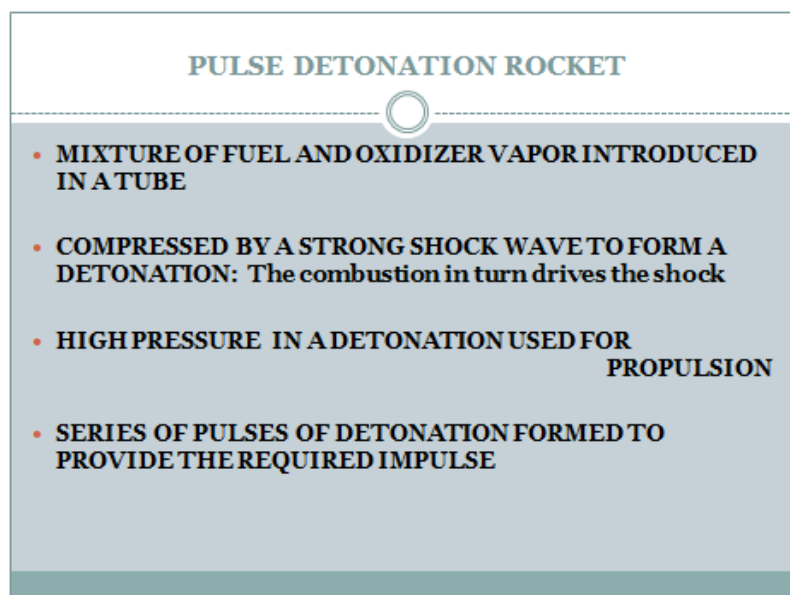 PULSE DETONATION ROCKET
• MIXTURE OF FUEL AND OXIDIZER VAPOR INTRODUCED
IN A TUBE
• COMPRESSED BY A STRONG SHOCK WAVE TO FORM A
DETONATION: The combustion in turn drives the shock
• HIGH PRESSURE IN A DETONATION USED FOR
PROPULSION
• SERIES OF PULSES OF DETONATION FORMED TO
PROVIDE THE REQUIRED IMPULSE